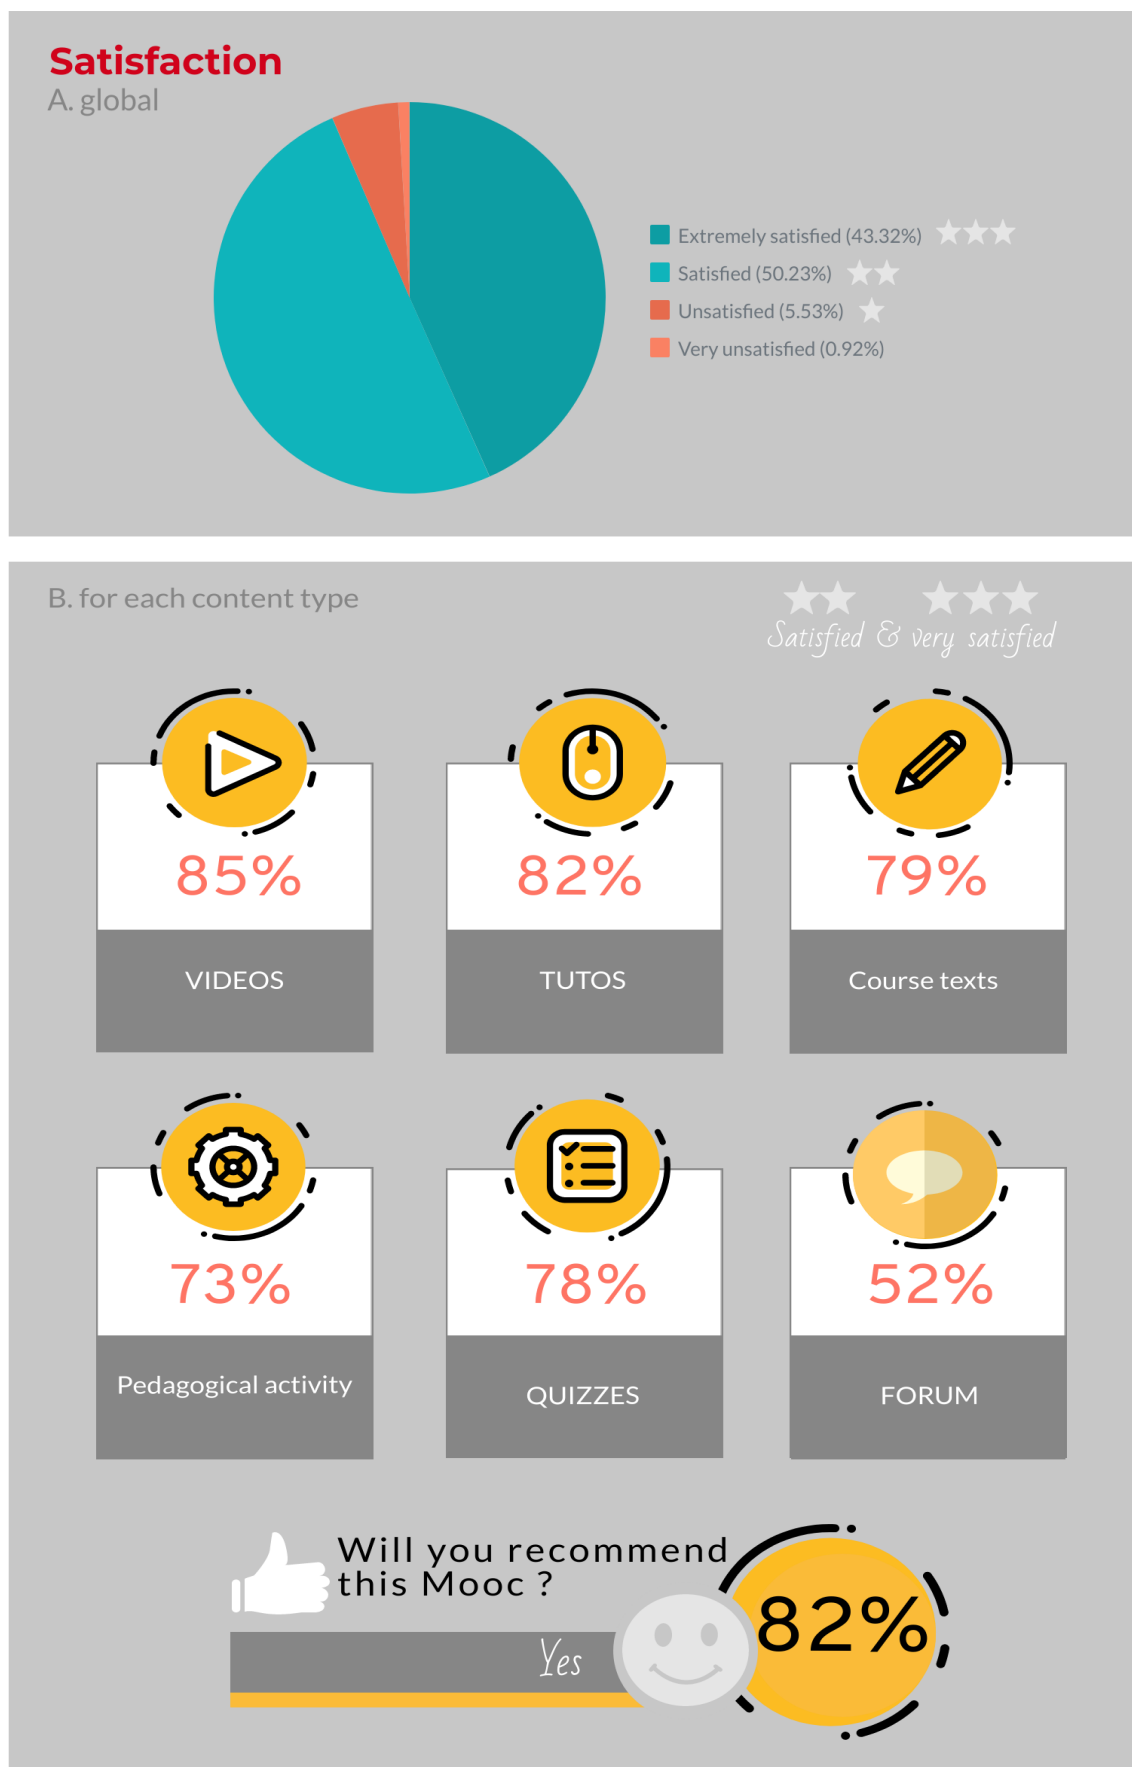 Satisfaction
A. global
Extremely satisfied (43.32%)
Satisfied (50.23%)
Unsatisfied (5.53%)
Very unsatisfied (0.92%)
B. for each content type
Satisfied & very satisfied
85%
VIDEOS
82%
TUTOS
79%
Course texts
73%
Pedagogical activity
78%
QUIZZES
52%
FORUM
Will you recommend
this Mooc ?
Yes
82%